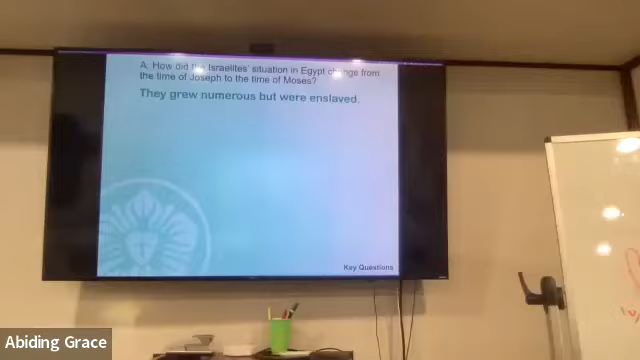 A. How did the Israelites' situation in Egypt change from
the time of Joseph to the time of Moses?
They grew numerous but were enslaved.
Key Questions
Abiding Grace